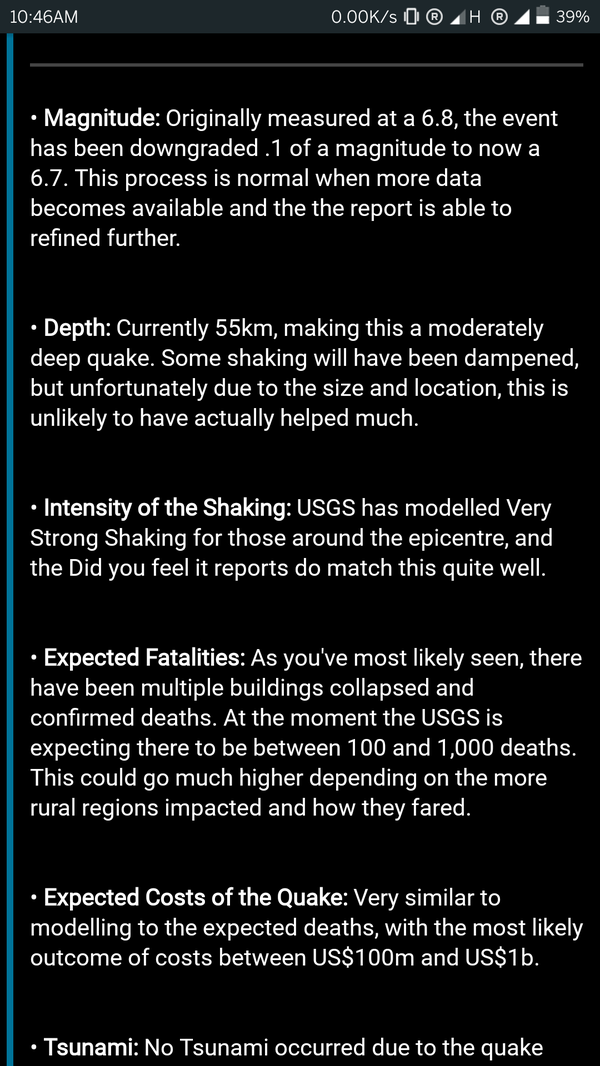 10:46AM 0.00K/s ® H ® 39%
• Magnitude: Originally measured at a 6.8, the event
has been downgraded .1 of a magnitude to now a
6.7. This process is normal when more data
becomes available and the the report is able to
refined further.
• Depth: Currently 55km, making this a moderately
deep quake. Some shaking will have been dampened,
but unfortunately due to the size and location, this is
unlikely to have actually helped much.
• Intensity of the Shaking: USGS has modelled Very
Strong Shaking for those around the epicentre, and
the Did you feel it reports do match this quite well.
• Expected Fatalities: As you've most likely seen, there
have been multiple buildings collapsed and
confirmed deaths. At the moment the USGS is
expecting there to be between 100 and 1,000 deaths.
This could go much higher depending on the more
rural regions impacted and how they fared.
• Expected Costs of the Quake: Very similar to
modelling to the expected deaths, with the most likely
outcome of costs between US$100m and US$1b.
• Tsunami: No Tsunami occurred due to the quake